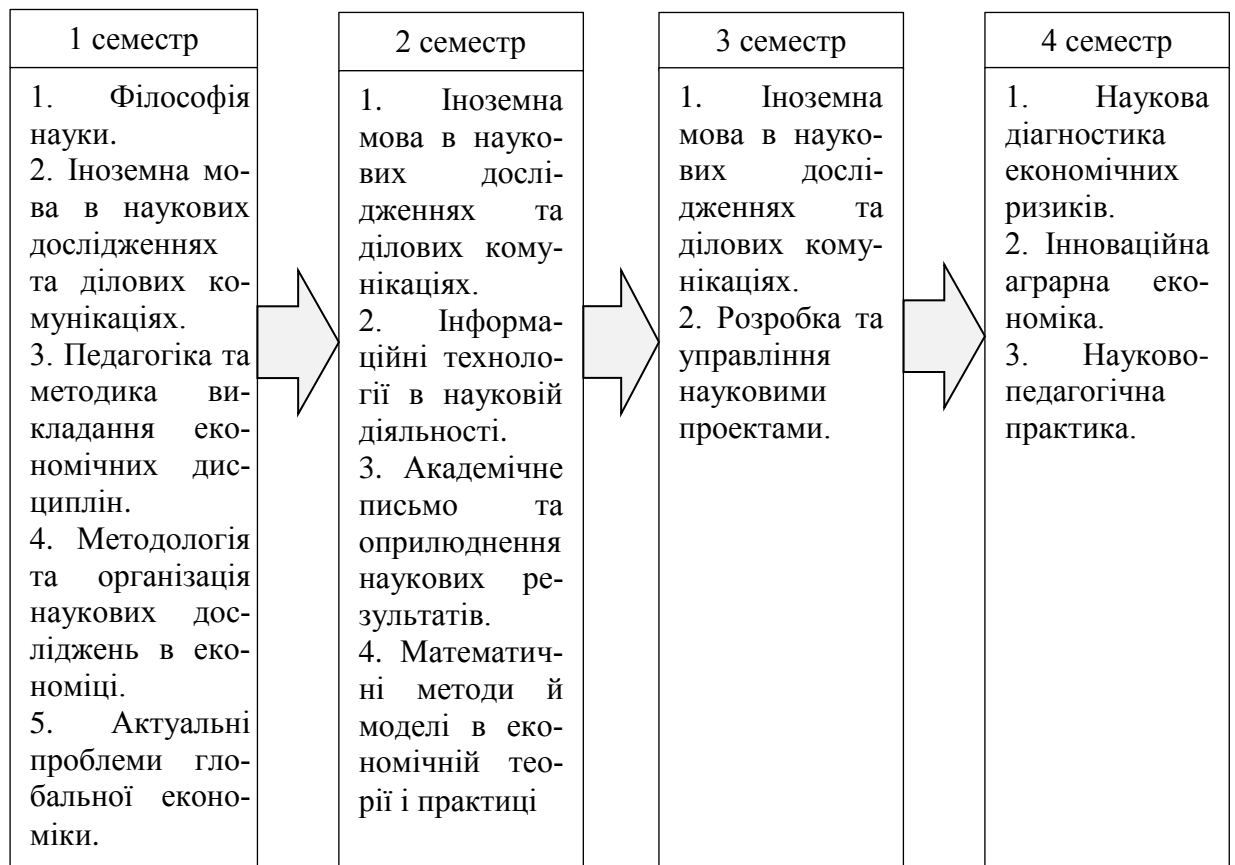 1 семестр
1. Філософія
науки.
2. Іноземна мо-
ва в наукових
дослідженнях
та ділових ко-
мунікаціях.
3. Педагогіка та
методика ви-
кладання еко-
номічних дис-
циплін.
4. Методологія
та організація
наукових дос-
ліджень в еко-
номіці.
5. Актуальні
проблеми гло-
бальної еконо-
міки.
2 семестр
1. Іноземна
мова в науко-
вих дослі-
дженнях та
ділових кому-
нікаціях.
2. Інформа-
ційні техноло-
гії в науковій
діяльності.
3. Академічне
письмо та
оприлюднення
наукових ре-
зультатів.
4. Математич-
ні методи й
моделі в еко-
номічній тео-
рії і практиці
3 семестр
1. Іноземна
мова в науко-
вих дослі-
дженнях та
ділових кому-
нікаціях.
2. Розробка та
управління
науковими
проектами.
4 семестр
1. Наукова
діагностика
економічних
ризиків.
2. Інноваційна
аграрна еко-
номіка.
3. Науково-
педагогічна
практика.